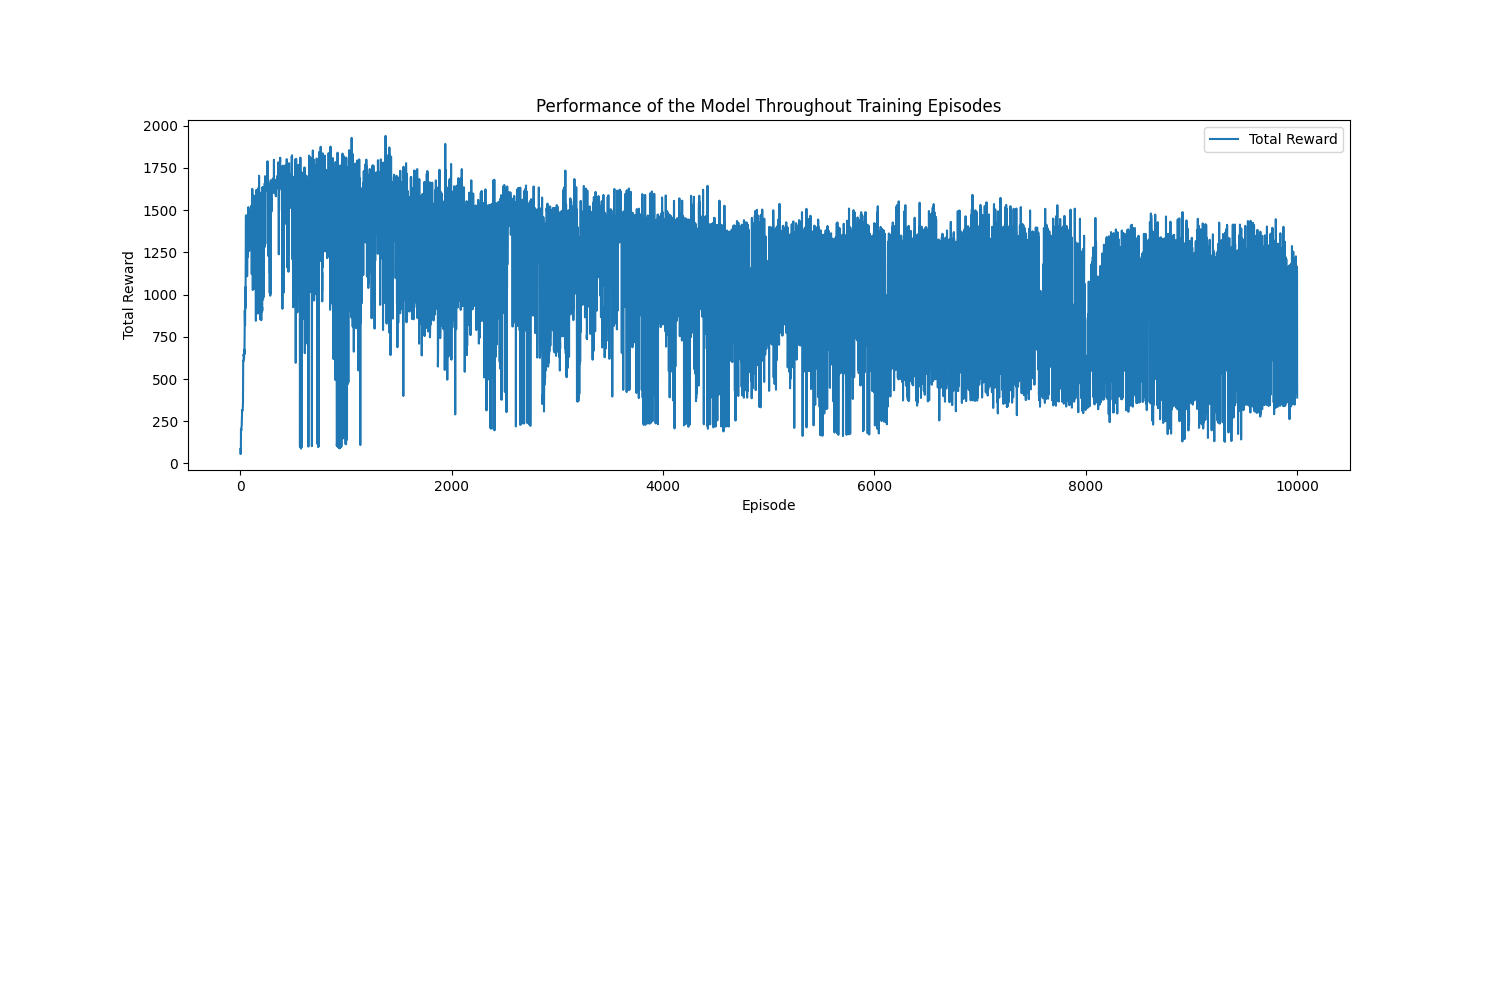 Performance of the Model Throughout Training Episodes
Total Reward
2000
1750
1500
1250
1000
750
500
250
0
Total Reward
0 2000 4000 6000 8000 10000
Episode